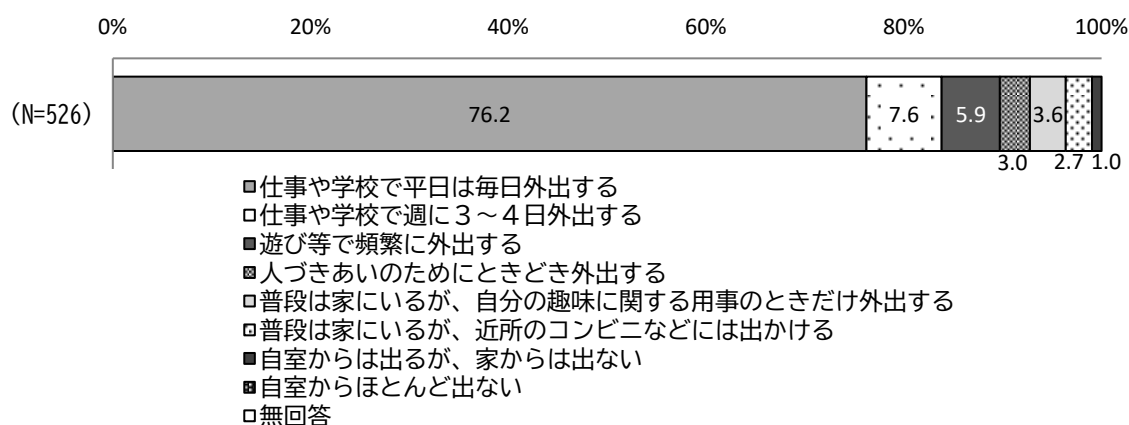 0% 20% 40% 60% 80% 100%
(N=526) 76.2 7.6 5.9 3.6
3.0 2.7 1.0
仕事や学校で平日は毎日外出する
仕事や学校で週に３～４日外出する
遊び等で頻繁に外出する
人づきあいのためにときどき外出する
普段は家にいるが、自分の趣味に関する用事のときだけ外出する
普段は家にいるが、近所のコンビニなどには出かける
自室からは出るが、家からは出ない
自室からほとんど出ない
無回答